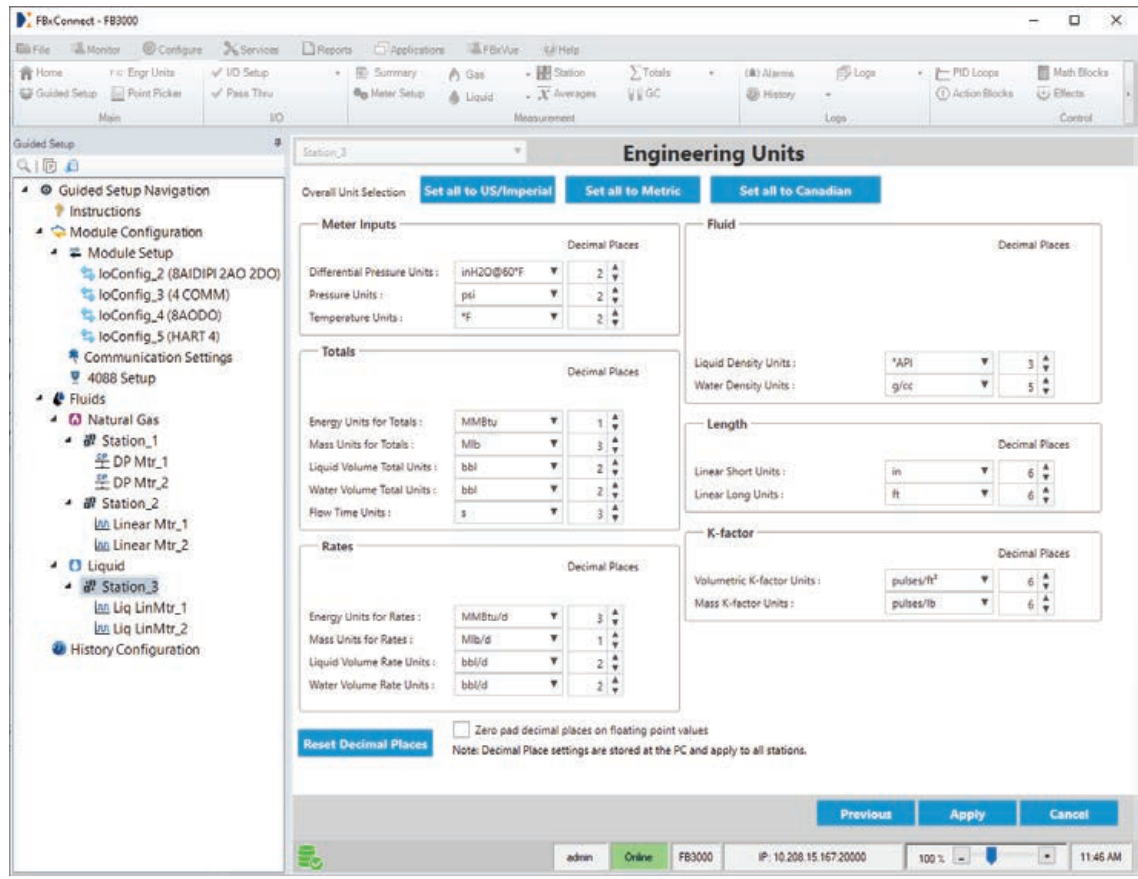 FBxConnect - FB3000
File Monitor Configure Services Reports Applications FBxVue Help
Home Engr Units I/O Setup Summary Gas Station Totals Alarms Logs PID Loops Math Blocks
Guided Setup Point Picker Pass Thru Meter Setup Liquid Averages GC History Action Blocks Effects
Main I/O Measurement Logs Control
Guided Setup
Station_3
Engineering Units
Guided Setup Navigation
Instructions
Module Configuration
Module Setup
IoConfig_2 (8AIDIPI 2AO 2DO)
IoConfig_3 (4 COMM)
IoConfig_4 (8AODO)
IoConfig_5 (HART 4)
Communication Settings
4088 Setup
Fluids
Natural Gas
Station_1
DP Mtr_1
DP Mtr_2
Station_2
Linear Mtr_1
Linear Mtr_2
Liquid
Station_3
Liq LinMtr_1
Liq LinMtr_2
History Configuration
Overall Unit Selection Set all to US/Imperial Set all to Metric Set all to Canadian
Meter Inputs
Decimal Places
Differential Pressure Units : inH2O@60°F 2
Pressure Units : psi 2
Temperature Units : °F 2
Totals
Decimal Places
Energy Units for Totals : MMBtu 1
Mass Units for Totals : Mlb 3
Liquid Volume Total Units : bbl 2
Water Volume Total Units : bbl 2
Flow Time Units : s 3
Rates
Decimal Places
Energy Units for Rates : MMBtu/d 3
Mass Units for Rates : Mlb/d 1
Liquid Volume Rate Units : bbl/d 2
Water Volume Rate Units : bbl/d 2
Fluid
Decimal Places
Liquid Density Units : °API 3
Water Density Units : g/cc 5
Length
Decimal Places
Linear Short Units : in 6
Linear Long Units : ft 6
K-factor
Decimal Places
Volumetric K-factor Units : pulses/ft³ 6
Mass K-factor Units : pulses/lb 6
Reset Decimal Places
Zero pad decimal places on floating point values
Note: Decimal Place settings are stored at the PC and apply to all stations.
Previous Apply Cancel
admin Online FB3000 IP: 10.208.15.167:20000 100 % - + 11:46 AM